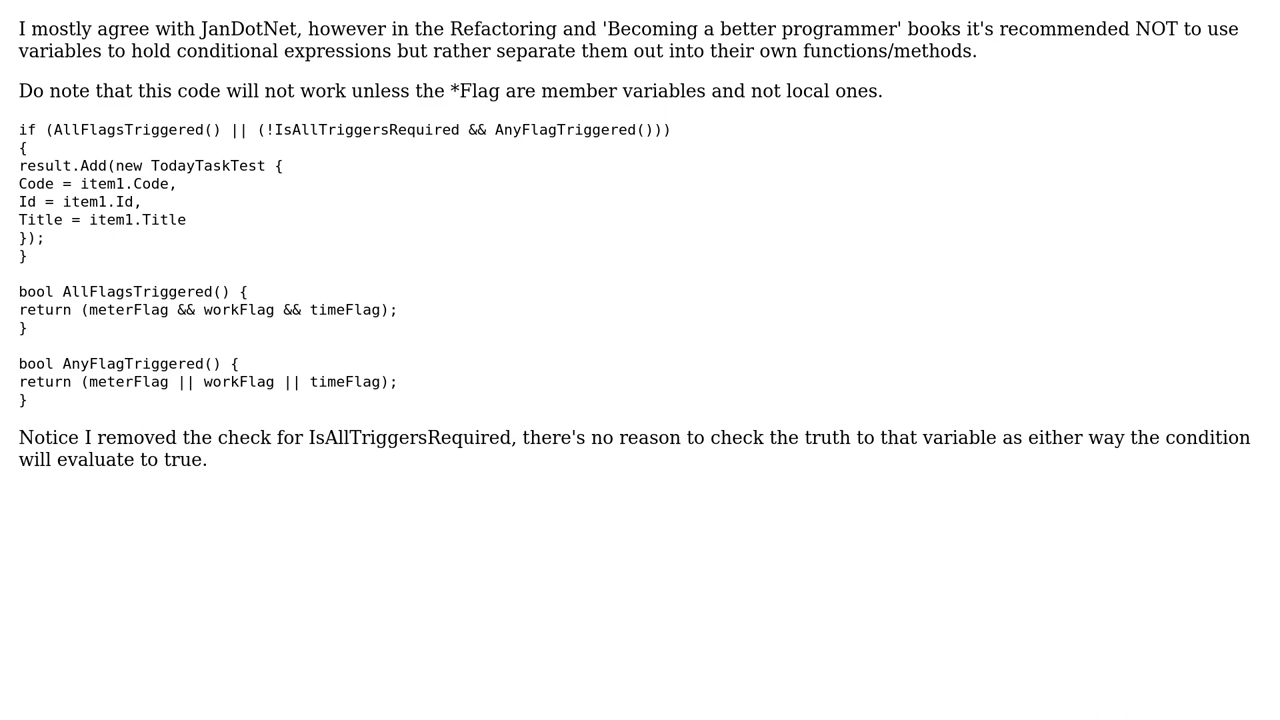 I mostly agree with JanDotNet, however in the Refactoring and 'Becoming a better programmer' books it's recommended NOT to use
variables to hold conditional expressions but rather separate them out into their own functions/methods.
Do note that this code will not work unless the *Flag are member variables and not local ones.
if (AllFlagsTriggered() || (!IsAllTriggersRequired && AnyFlagTriggered()))
{
result.Add(new TodayTaskTest {
Code = item1.Code,
Id = item1.Id,
Title = item1.Title
});
}
bool AllFlagsTriggered() {
return (meterFlag && workFlag && timeFlag);
}
bool AnyFlagTriggered() {
return (meterFlag || workFlag || timeFlag);
}
Notice I removed the check for IsAllTriggersRequired, there's no reason to check the truth to that variable as either way the condition
will evaluate to true.